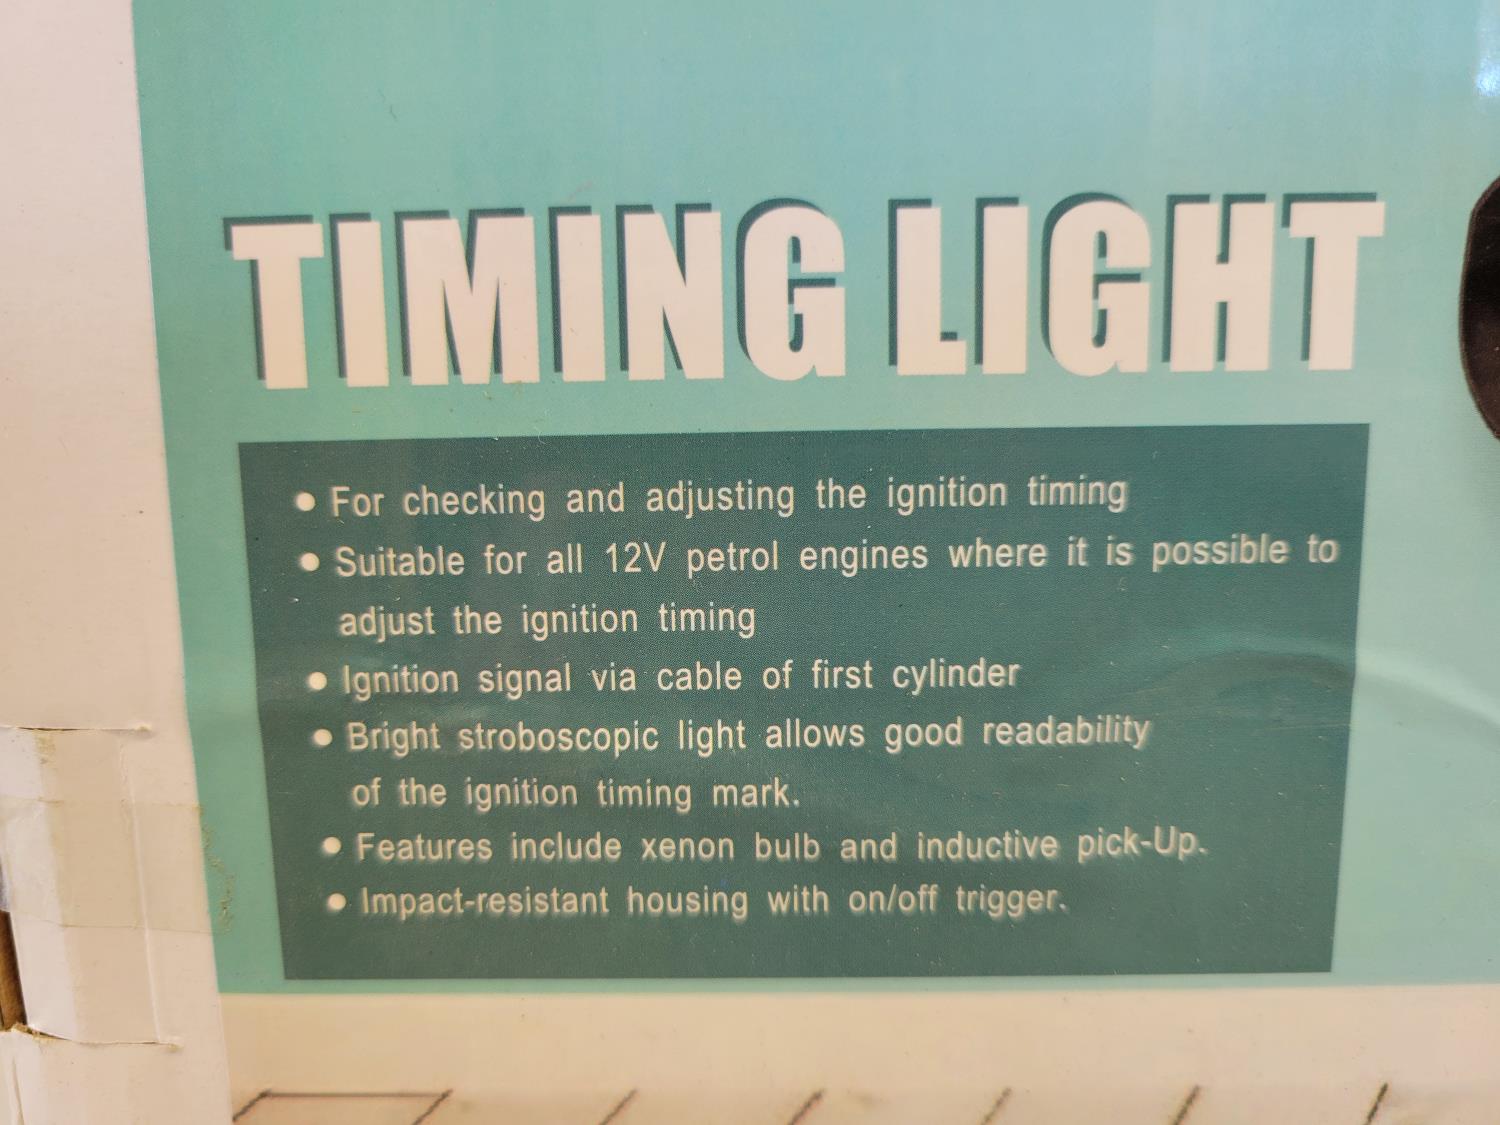 TIMING LIGHT
• For checking and adjusting the ignition timing
• Suitable for all 12V petrol engines where it is possible to
adjust the ignition timing
• Ignition signal via cable of first cylinder
• Bright stroboscopic light allows good readability
of the ignition timing mark.
• Features include xenon bulb and inductive pick-Up.
• Impact-resistant housing with on/off trigger.